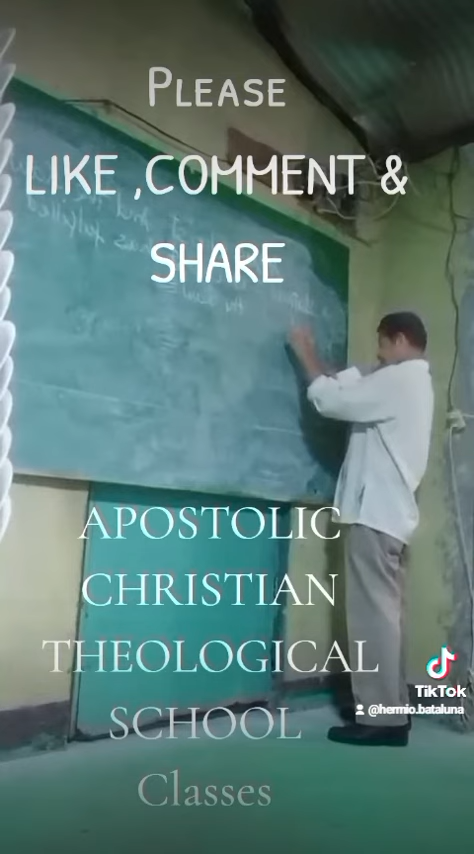 PLEASE
LIKE ,COMMENT &
SHARE
APOSTOLIC
CHRISTIAN
THEOLOGICAL
SCHOOL
Classes
TikTok
@hermio.bataluna